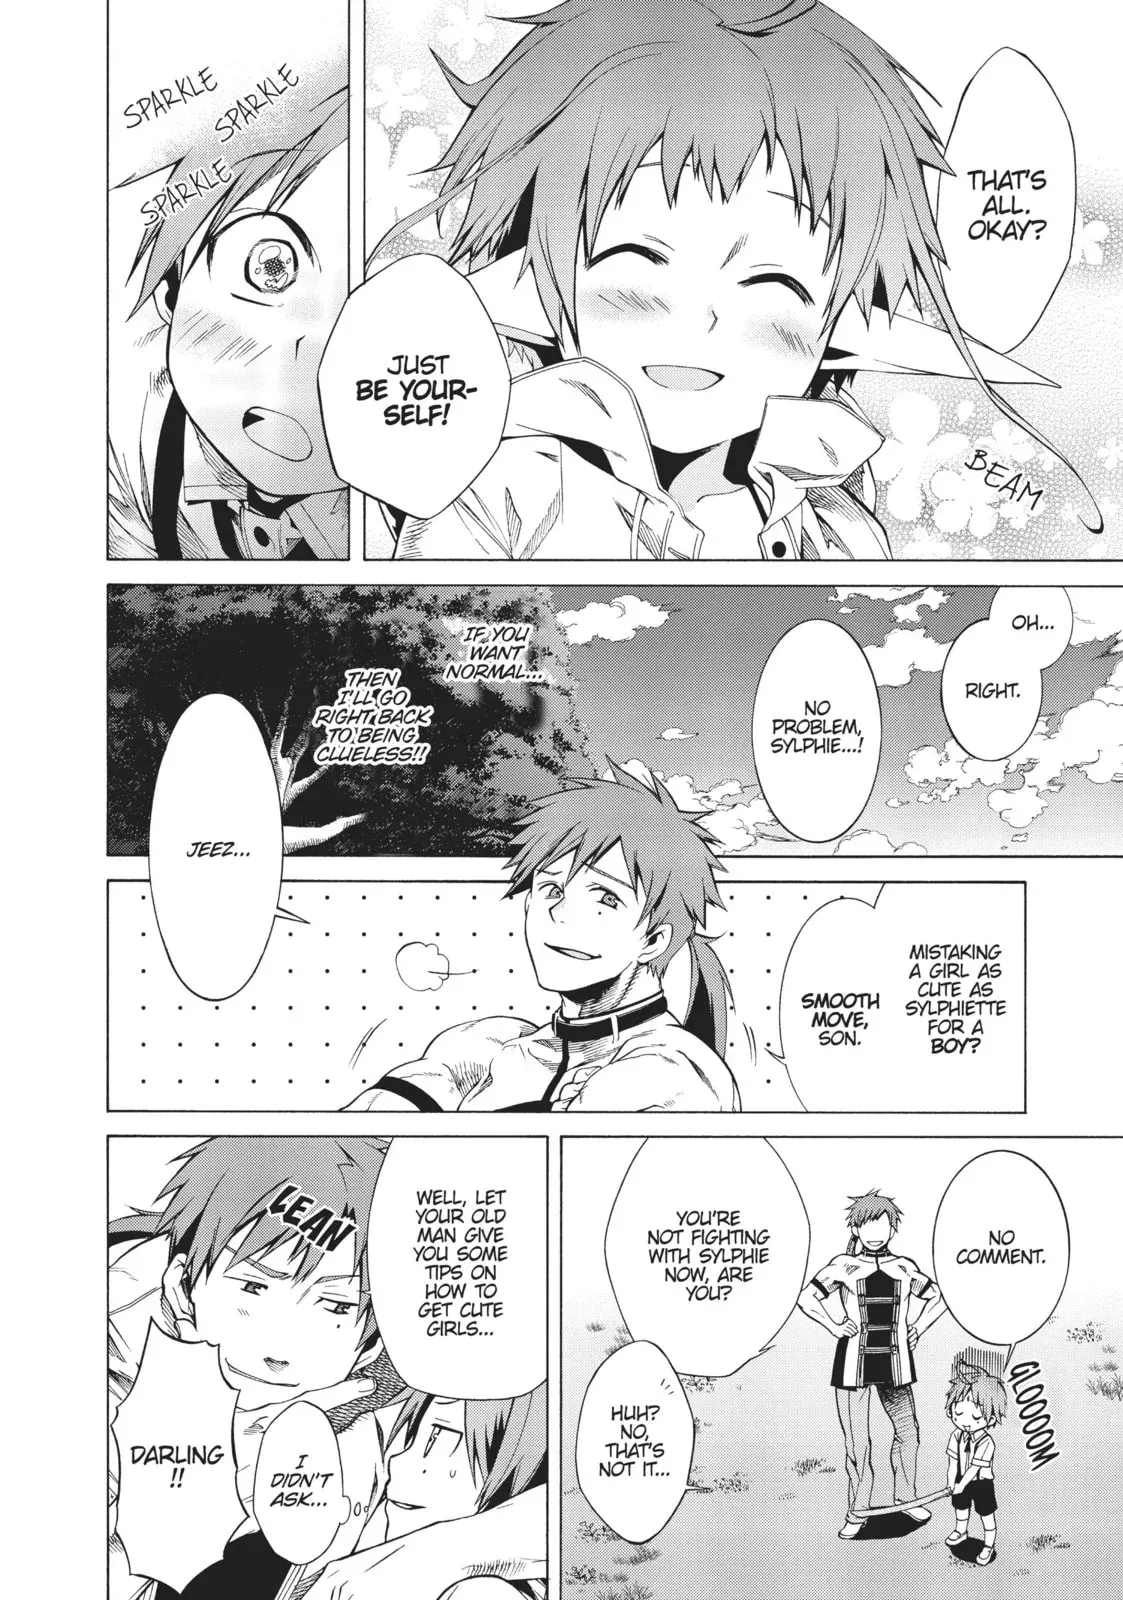 THAT'S
ALL.
OKAY?
JUST
BE YOUR-
SELF!
BEAM
SPARKLE
SPARKLE
SPARKLE
OH...
RIGHT.
NO
PROBLEM,
SYLPHIE...!
IF YOU
WANT
NORMAL...
THEN
I'LL GO
RIGHT BACK
TO BEING
CLUELESS!!
JEEZ...
MISTAKING
A GIRL AS
CUTE AS
SYLPHIETTE
FOR A
BOY?
SMOOTH
MOVE,
SON.
NO
COMMENT.
GLOOOOOM
YOU'RE
NOT FIGHTING
WITH SYLPHIE
NOW, ARE
YOU?
HUH?
NO,
THAT'S
NOT IT...
WELL, LET
YOUR OLD
MAN GIVE
YOU SOME
TIPS ON
HOW TO
GET CUTE
GIRLS...
LEAN
I
DIDN'T
ASK...
DARLING
!!